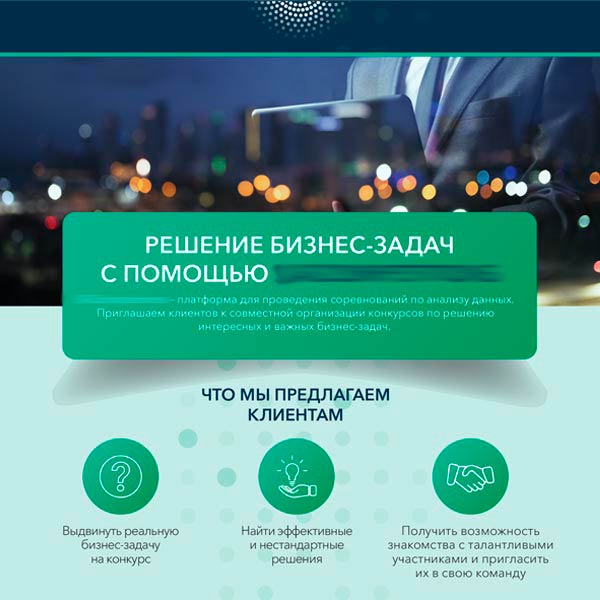 РЕШЕНИЕ БИЗНЕС-ЗАДАЧ
С ПОМОЩЬЮ
– платформа для проведения соревнований по анализу данных.
Приглашаем клиентов к совместной организации конкурсов по решению
интересных и важных бизнес-задач.
ЧТО МЫ ПРЕДЛАГАЕМ
КЛИЕНТАМ
Выдвинуть реальную
бизнес-задачу
на конкурс
Найти эффективные
и нестандартные
решения
Получить возможность
знакомства с талантливыми
участниками и пригласить
их в свою команду